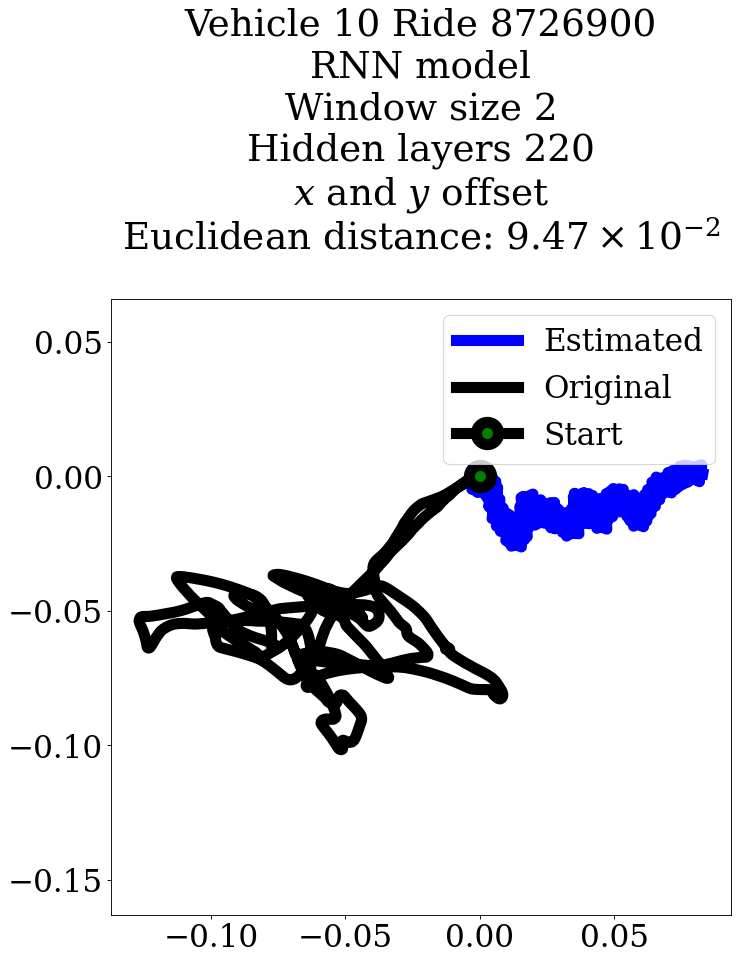 Vehicle 10 Ride 8726900
RNN model
Window size 2
Hidden layers 220
x and y offset
Euclidean distance: 9.47 × 10⁻²
Estimated
Original
Start
0.05
0.00
−0.05
−0.10
−0.15
−0.10 −0.05 0.00 0.05